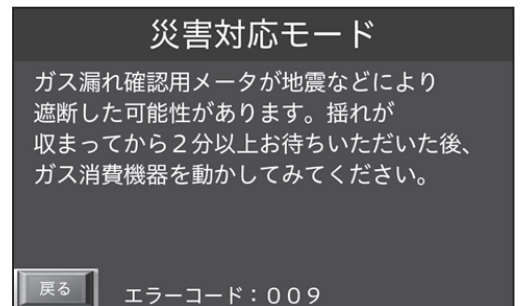 災害対応モード
ガス漏れ確認用メータが地震などにより
遮断した可能性があります。揺れが
収まってから２分以上お待ちいただいた後、
ガス消費機器を動かしてみてください。
戻る
エラーコード：００９